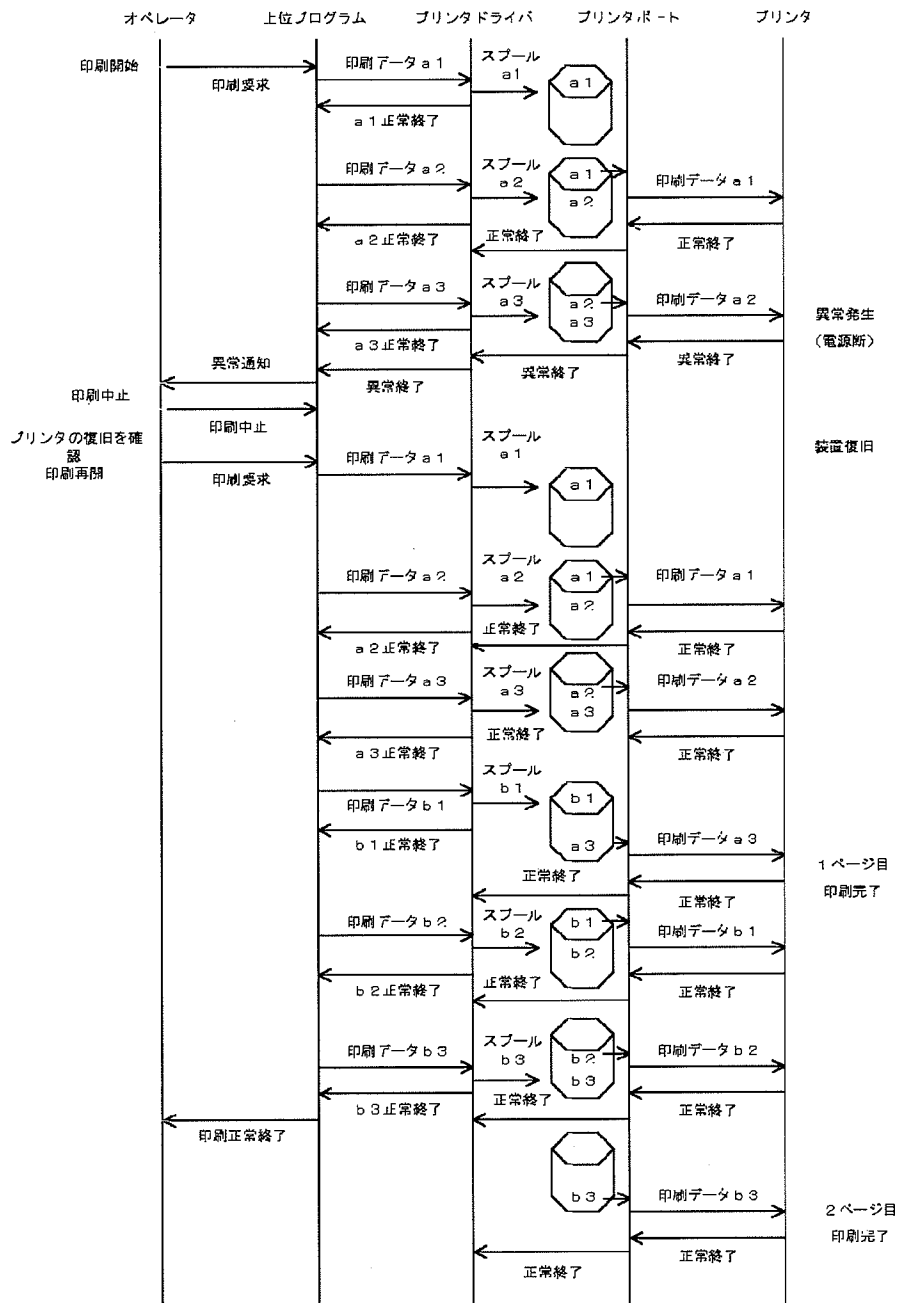 オペレータ 上位プログラム プリンタドライバ プリンタポート プリンタ
印刷開始
印刷要求
印刷データａ１
スプール
ａ１
ａ１
ａ１正常終了
印刷データａ２
スプール
ａ２
ａ１
ａ２
印刷データａ１
ａ２正常終了
正常終了
正常終了
印刷データａ３
スプール
ａ３
ａ２
ａ３
印刷データａ２
異常発生
（電源断）
ａ３正常終了
異常通知
異常終了
異常終了
異常終了
印刷中止
印刷中止
プリンタの復旧を確
認
印刷再開
印刷要求
印刷データａ１
スプール
ａ１
ａ１
装置復旧
印刷データａ２
スプール
ａ２
ａ１
ａ２
印刷データａ１
ａ２正常終了
正常終了
正常終了
印刷データａ３
スプール
ａ３
ａ２
ａ３
印刷データａ２
正常終了
ａ３正常終了
正常終了
スプール
ｂ１
印刷データｂ１
ｂ１
ａ３
ｂ１正常終了
印刷データａ３
１ページ目
印刷完了
正常終了
正常終了
印刷データｂ２
スプール
ｂ２
ｂ１
ｂ２
印刷データｂ１
ｂ２正常終了
正常終了
正常終了
印刷データｂ３
スプール
ｂ３
ｂ２
ｂ３
印刷データｂ２
ｂ３正常終了
正常終了
正常終了
印刷正常終了
ｂ３
印刷データｂ３
２ページ目
印刷完了
正常終了
正常終了